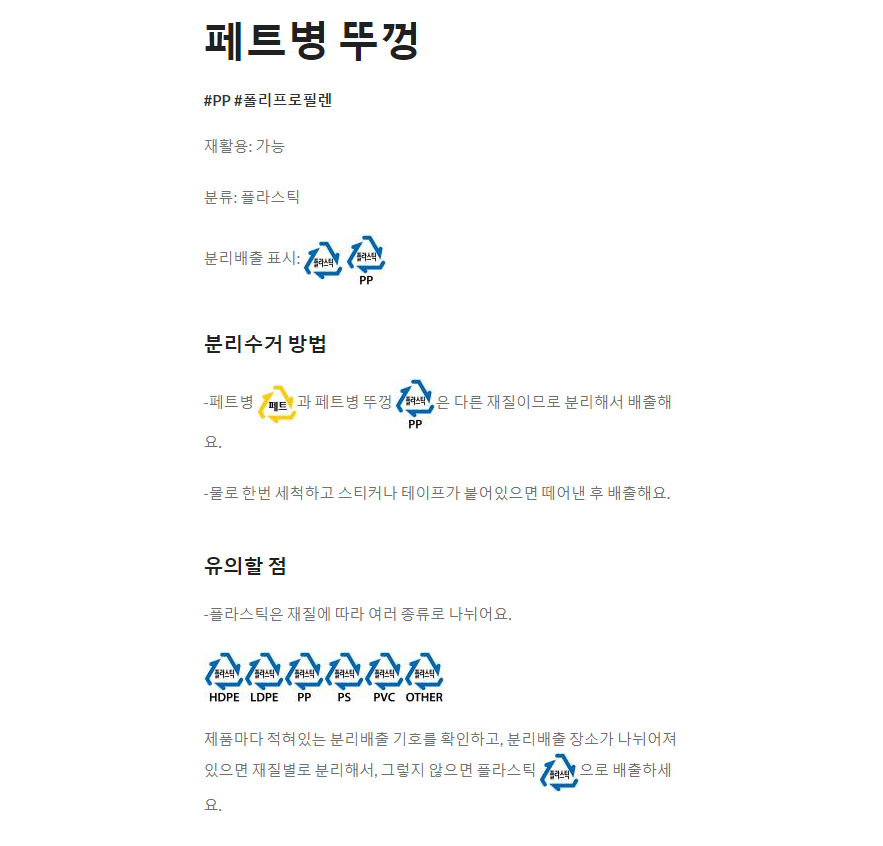 페트병 뚜껑
#PP #폴리프로필렌
재활용: 가능
분류: 플라스틱
분리배출 표시: 플라스틱 플라스틱 PP
분리수거 방법
-페트병 페트 과 페트병 뚜껑 플라스틱 PP 은 다른 재질이므로 분리해서 배출해
요.
-물로 한번 세척하고 스티커나 테이프가 붙어있으면 떼어낸 후 배출해요.
유의할 점
-플라스틱은 재질에 따라 여러 종류로 나뉘어요.
플라스틱 플라스틱 플라스틱 플라스틱 플라스틱 플라스틱
HDPE LDPE PP PS PVC OTHER
제품마다 적혀있는 분리배출 기호를 확인하고, 분리배출 장소가 나뉘어져
있으면 재질별로 분리해서, 그렇지 않으면 플라스틱 플라스틱 으로 배출하세
요.